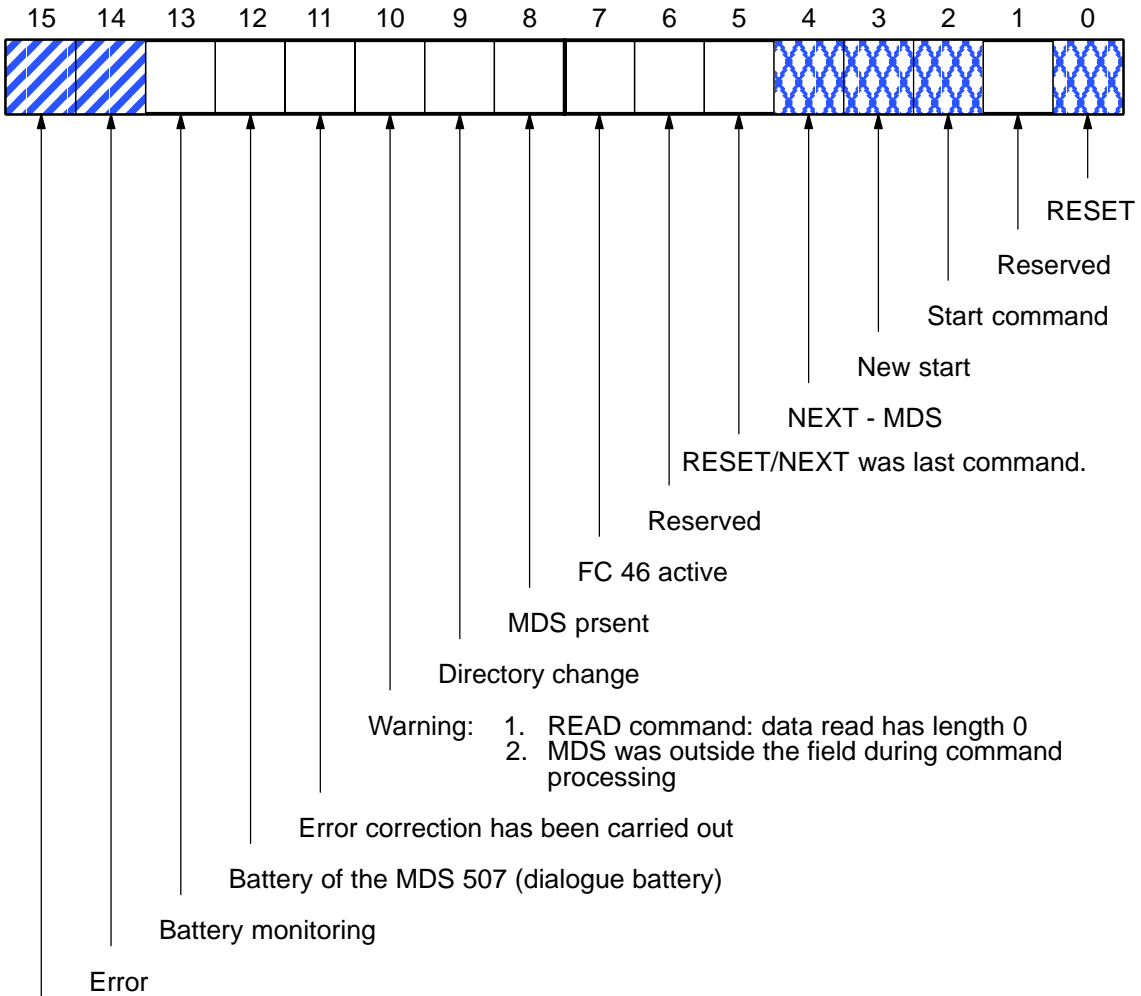 15 14 13 12 11 10 9 8 7 6 5 4 3 2 1 0
RESET
Reserved
Start command
New start
NEXT - MDS
RESET/NEXT was last command.
Reserved
FC 46 active
MDS prsent
Directory change
Warning: 1. READ command: data read has length 0
2. MDS was outside the field during command
processing
Error correction has been carried out
Battery of the MDS 507 (dialogue battery)
Battery monitoring
Error